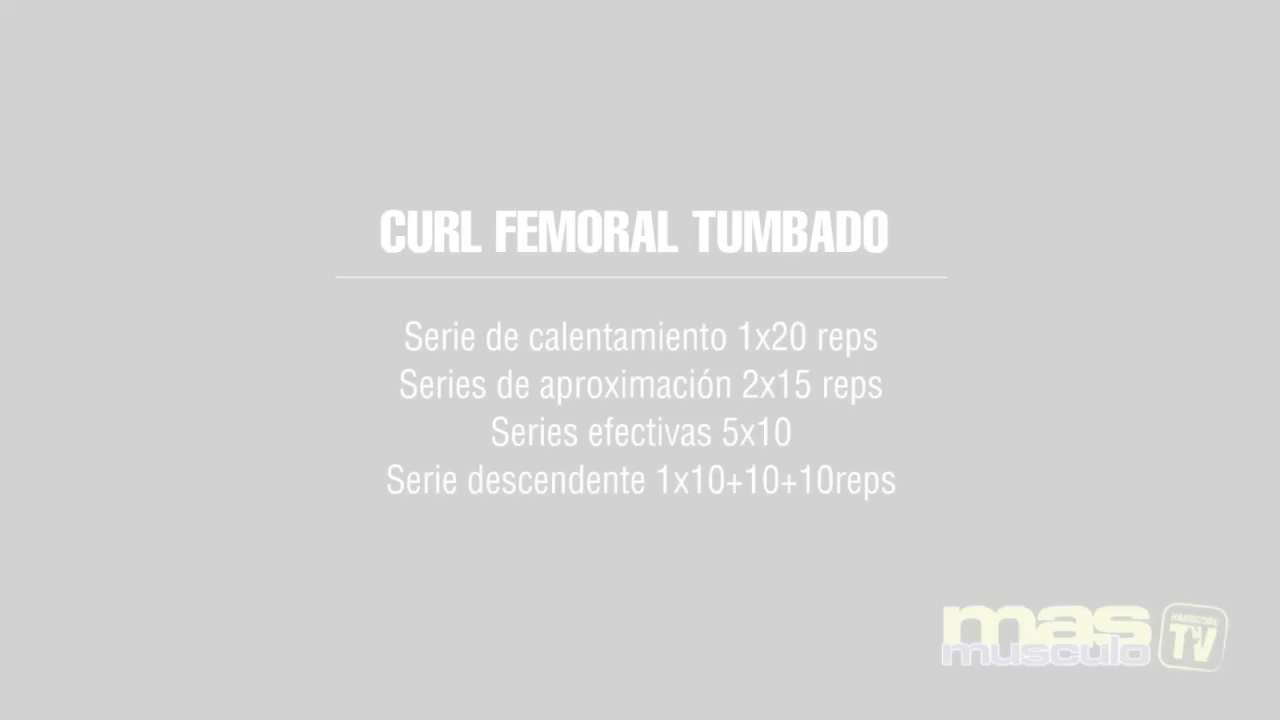 CURL FEMORAL TUMBADO
Serie de calentamiento 1x20 reps
Series de aproximación 2x15 reps
Series efectivas 5x10
Serie descendente 1x10+10+10reps
mas
musculo
TV